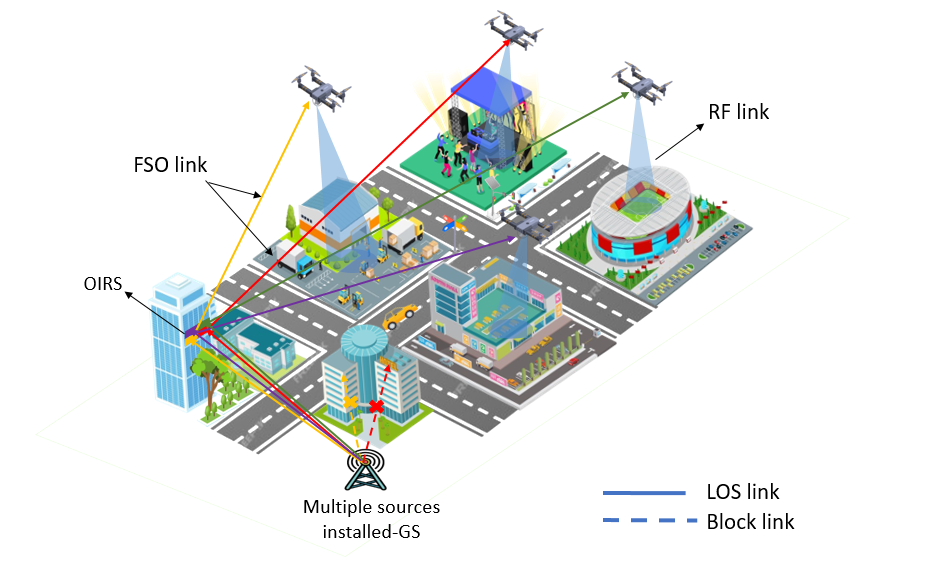 RF link
FSO link
OIRS
Multiple sources
installed-GS
LOS link
Block link